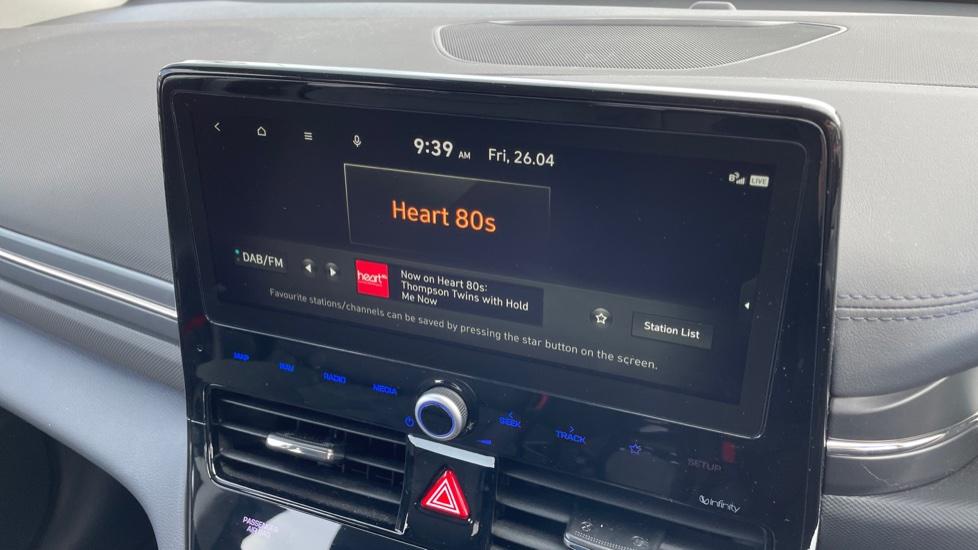 9:39 AM Fri, 26.04
LIVE
Heart 80s
DAB/FM
heart
Now on Heart 80s:
Thompson Twins with Hold
Me Now
Station List
Favourite stations/channels can be saved by pressing the star button on the screen.
MAP NAV RADIO MEDIA
SEEK TRACK SETUP
infinity
PASSENGER
AIRBAG